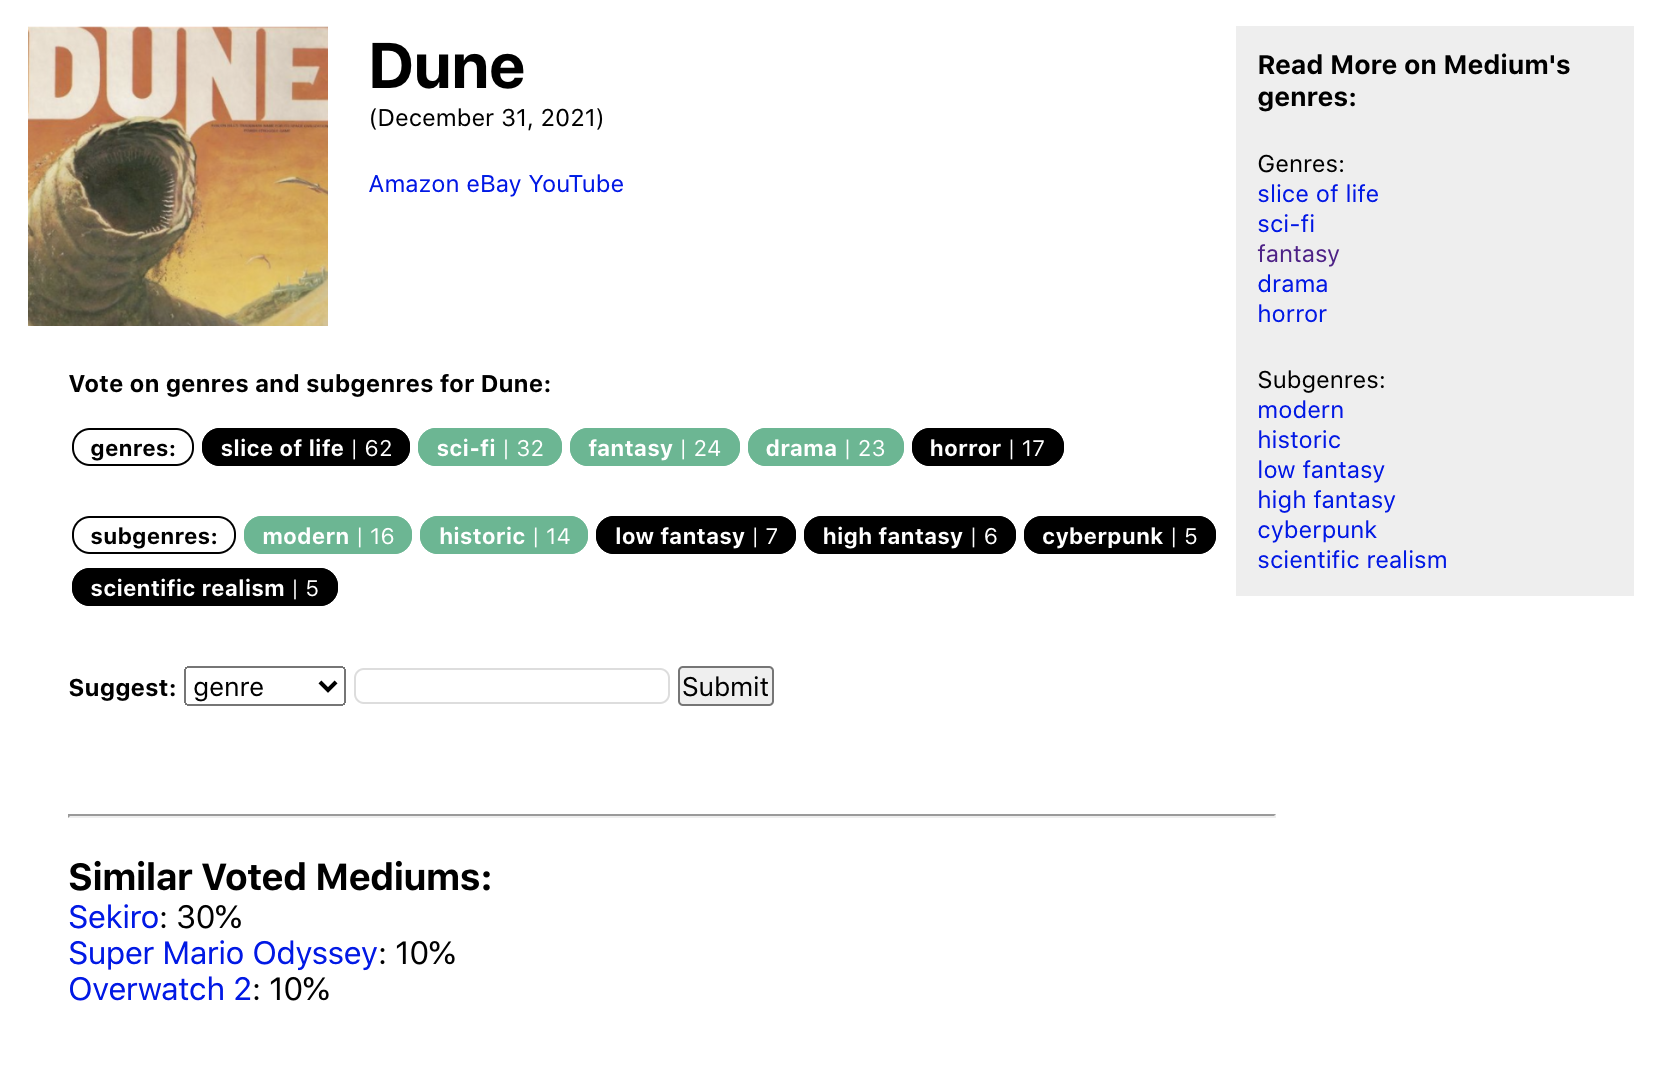 DUNE
Dune
(December 31, 2021)
Amazon eBay YouTube
Vote on genres and subgenres for Dune:
genres: slice of life | 62 sci-fi | 32 fantasy | 24 drama | 23 horror | 17
subgenres: modern | 16 historic | 14 low fantasy | 7 high fantasy | 6 cyberpunk | 5
scientific realism | 5
Suggest: genre Submit
Similar Voted Mediums:
Sekiro: 30%
Super Mario Odyssey: 10%
Overwatch 2: 10%
Read More on Medium's
genres:
Genres:
slice of life
sci-fi
fantasy
drama
horror
Subgenres:
modern
historic
low fantasy
high fantasy
cyberpunk
scientific realism